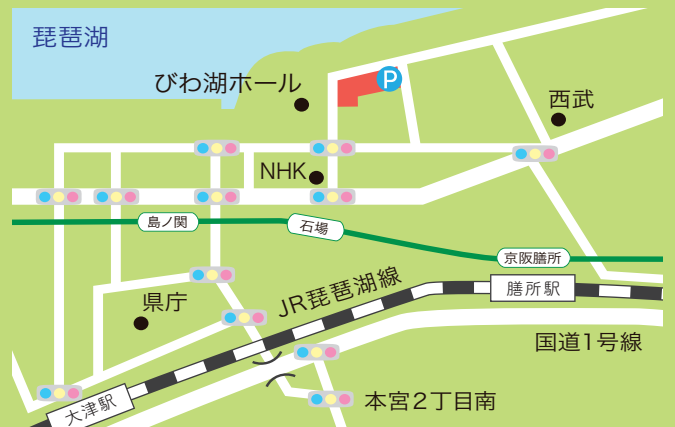 琵琶湖
びわ湖ホール
P
西武
NHK
島ノ関
石場
京阪膳所
膳所駅
県庁
JR琵琶湖線
国道1号線
大津駅
本宮2丁目南